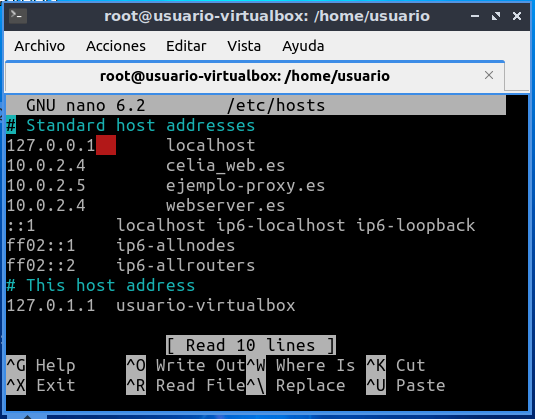 root@usuario-virtualbox: /home/usuario
Archivo Acciones Editar Vista Ayuda
root@usuario-virtualbox: /home/usuario
GNU nano 6.2 /etc/hosts
# Standard host addresses
127.0.0.1 localhost
10.0.2.4 celia_web.es
10.0.2.5 ejemplo-proxy.es
10.0.2.4 webserver.es
::1 localhost ip6-localhost ip6-loopback
ff02::1 ip6-allnodes
ff02::2 ip6-allrouters
# This host address
127.0.1.1 usuario-virtualbox
[ Read 10 lines ]
^G Help ^O Write Out ^W Where Is ^K Cut
^X Exit ^R Read File ^\ Replace ^U Paste